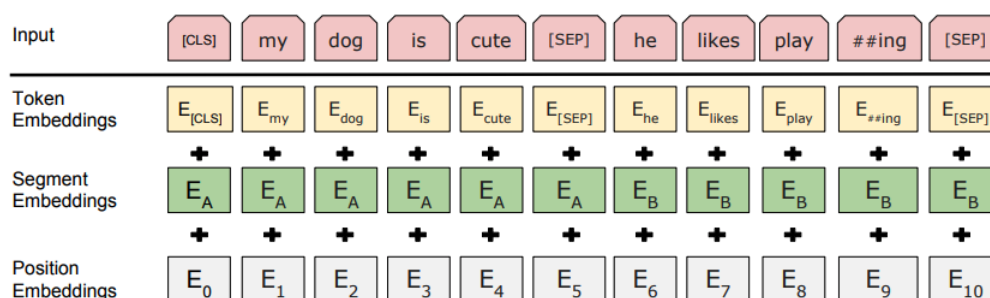 Input [CLS] my dog is cute [SEP] he likes play ##ing [SEP]
Token
Embeddings E[CLS] Emy Edog Eis Ecute E[SEP] Ehe Elikes Eplay E##ing E[SEP]
+ + + + + + + + + + +
Segment
Embeddings EA EA EA EA EA EA EB EB EB EB EB
+ + + + + + + + + + +
Position
Embeddings E0 E1 E2 E3 E4 E5 E6 E7 E8 E9 E10